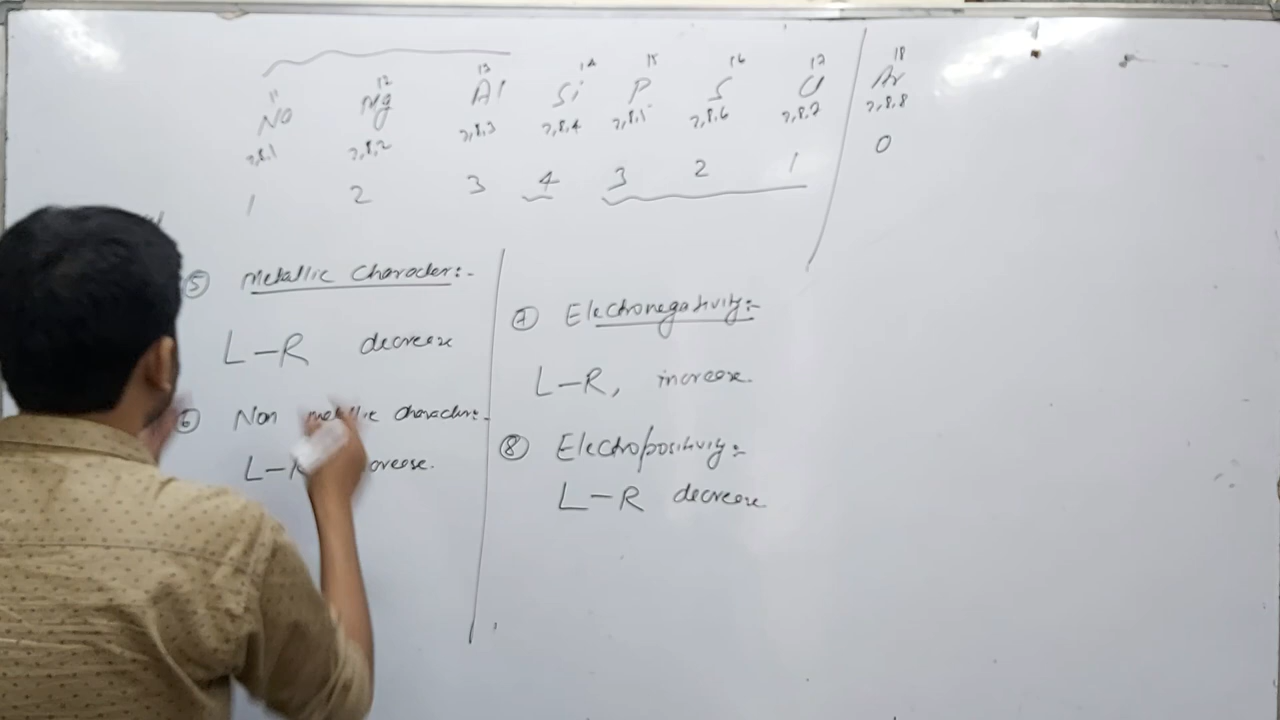 11 12 13 14 15 16 17 18
Na Mg Al Si P S Cl Ar
2,8,1 2,8,2 2,8,3 2,8,4 2,8,5 2,8,6 2,8,7 2,8,8
1 2 3 4 3 2 1 0
⑤ Metallic Character:-
L-R decrease
⑥ Non metallic Character:-
L-R
⑦ Electronegativity:-
L-R, increase.
⑧ Electropositivity:-
L-R decrease